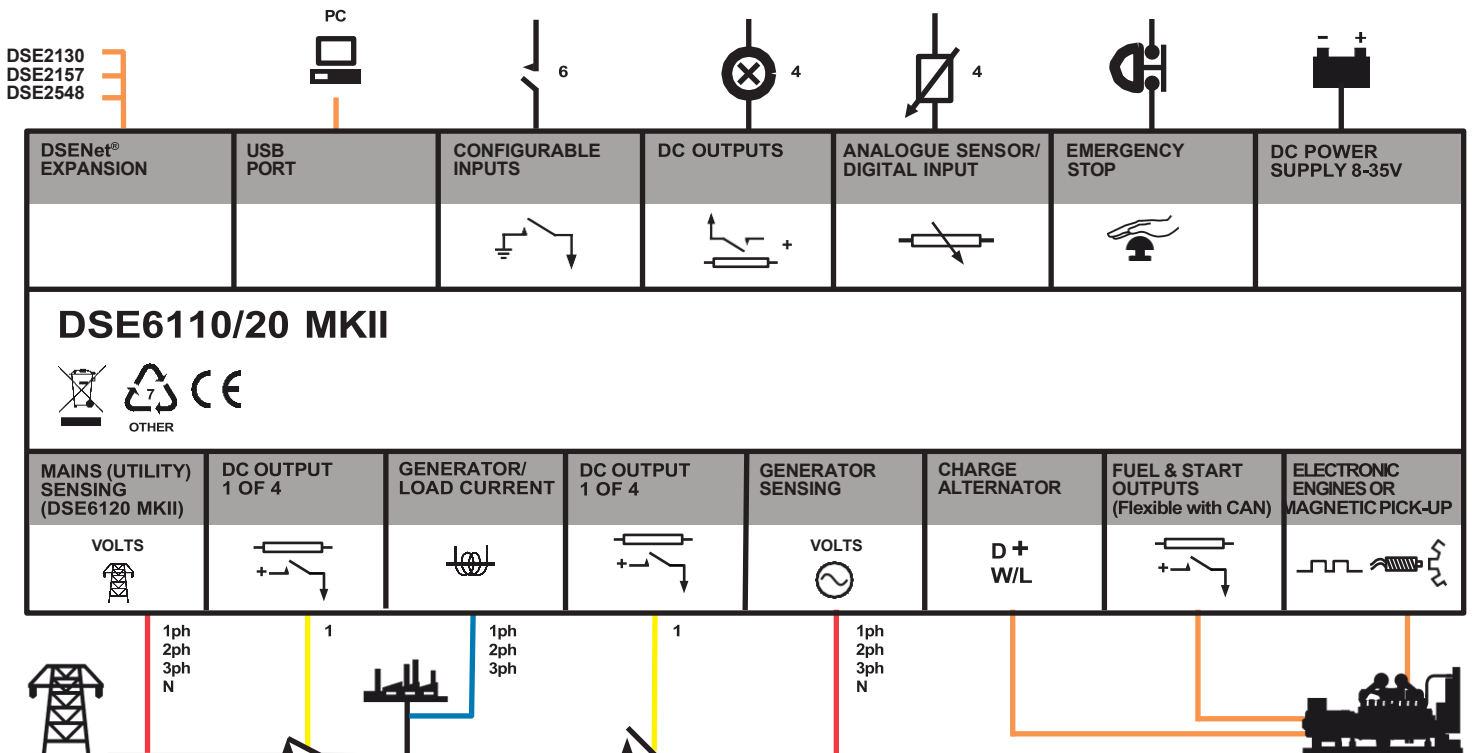 PC
DSE2130
DSE2157
DSE2548
6
4
4
- +
DSENet®
EXPANSION
USB
PORT
CONFIGURABLE
INPUTS
DC OUTPUTS
ANALOGUE SENSOR/
DIGITAL INPUT
EMERGENCY
STOP
DC POWER
SUPPLY 8-35V
+
DSE6110/20 MKII
7
OTHER
CE
MAINS (UTILITY)
SENSING
(DSE6120 MKII)
DC OUTPUT
1 OF 4
GENERATOR/
LOAD CURRENT
DC OUTPUT
1 OF 4
GENERATOR
SENSING
CHARGE
ALTERNATOR
FUEL & START
OUTPUTS
(Flexible with CAN)
ELECTRONIC
ENGINES OR
MAGNETIC PICK-UP
VOLTS
+
+
VOLTS
D+
W/L
+
1ph
2ph
3ph
N
1
1ph
2ph
3ph
1
1ph
2ph
3ph
N